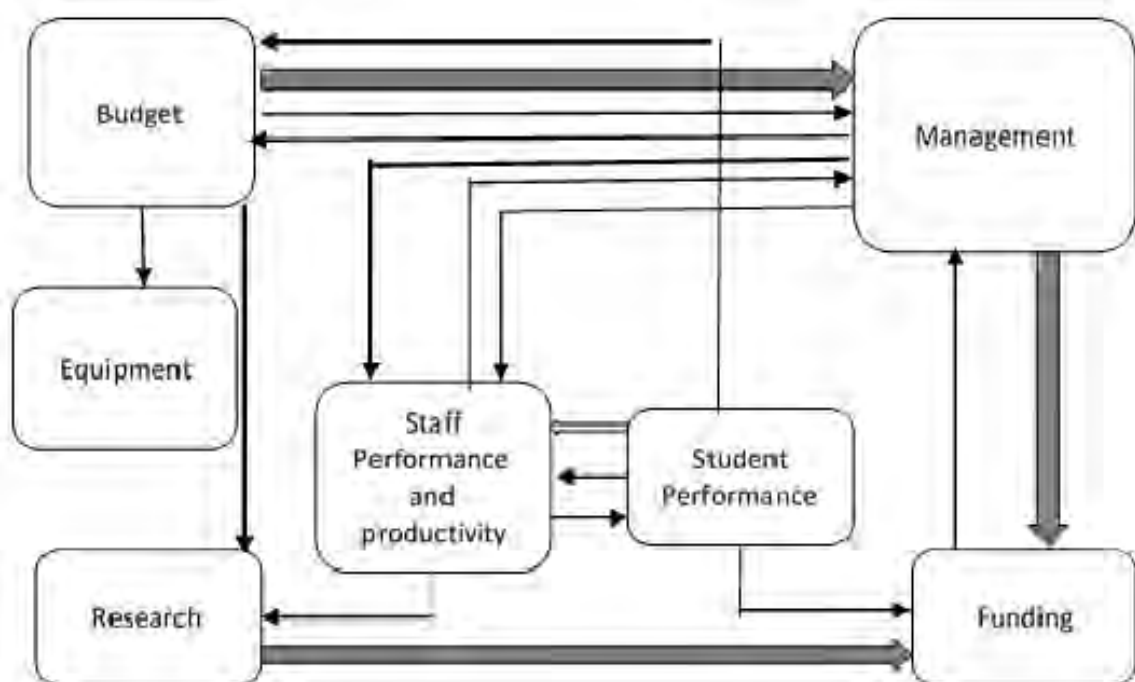 Budget
Management
Equipment
Staff
Performance
and
productivity
Student
Performance
Research
Funding